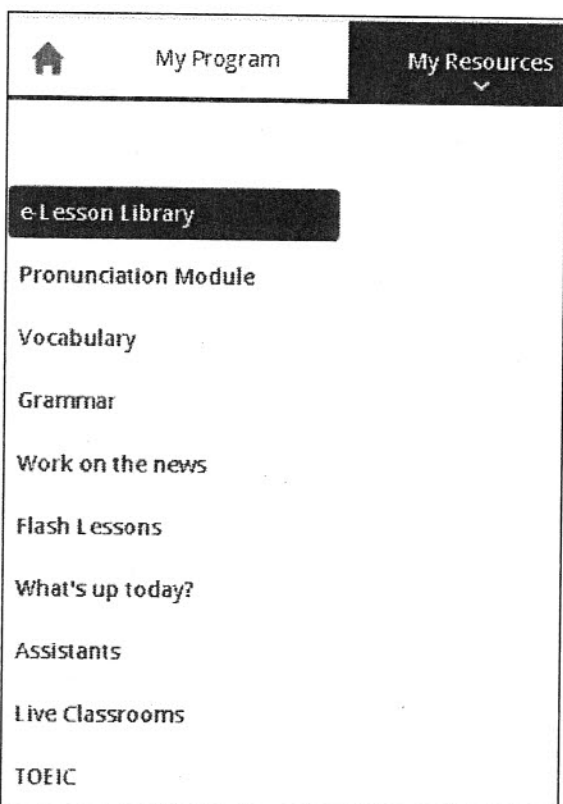 My Program My Resources
e-Lesson Library
Pronunciation Module
Vocabulary
Grammar
Work on the news
Flash Lessons
What's up today?
Assistants
Live Classrooms
TOEIC